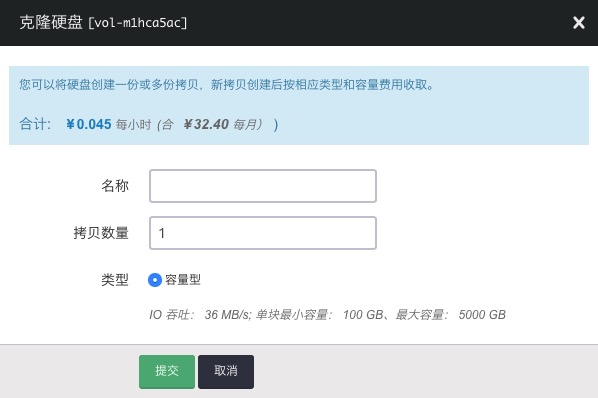 克隆硬盘 [vol-m1hca5ac]
您可以将硬盘创建一份或多份拷贝，新拷贝创建后按相应类型和容量费用收取。
合计: ¥0.045 每小时 (合 ¥32.40 每月） )
名称
拷贝数量 1
类型 容量型
IO 吞吐: 36 MB/s; 单块最小容量: 100 GB、最大容量: 5000 GB
提交 取消